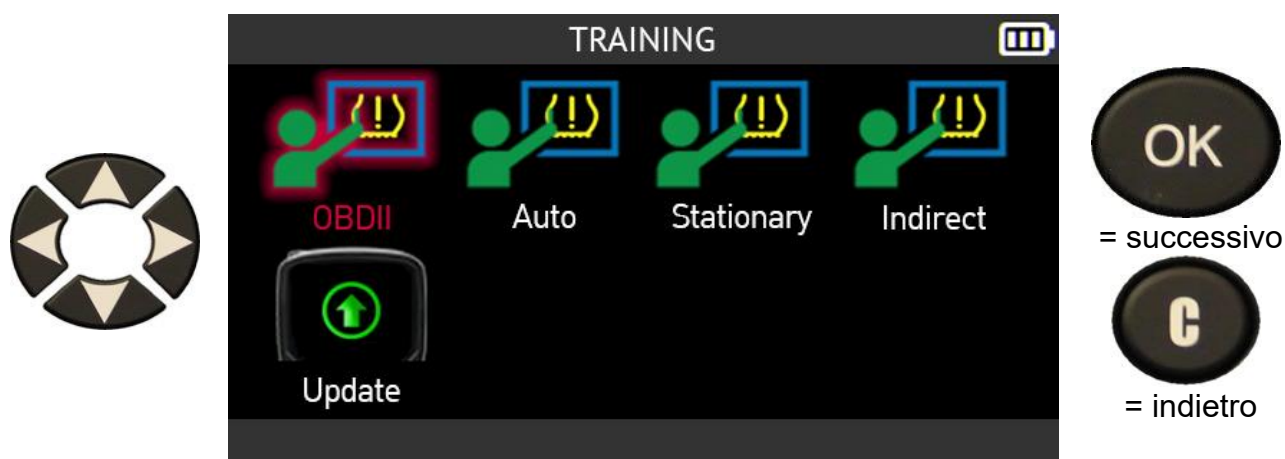 TRAINING
OBDII
Auto
Stationary
Indirect
Update
OK
= successivo
C
= indietro